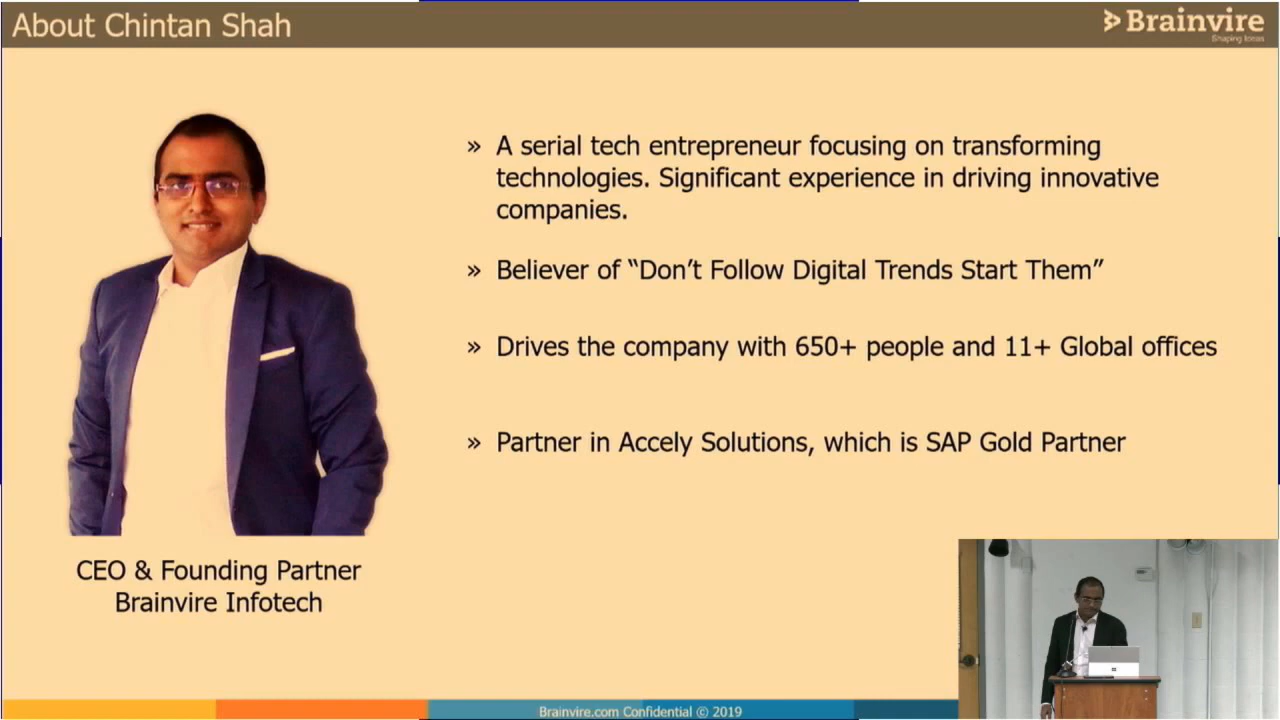 About Chintan Shah
Brainvire
Shaping Ideas
» A serial tech entrepreneur focusing on transforming
technologies. Significant experience in driving innovative
companies.
» Believer of “Don’t Follow Digital Trends Start Them”
» Drives the company with 650+ people and 11+ Global offices
» Partner in Accely Solutions, which is SAP Gold Partner
CEO & Founding Partner
Brainvire Infotech
Brainvire.com Confidential © 2019